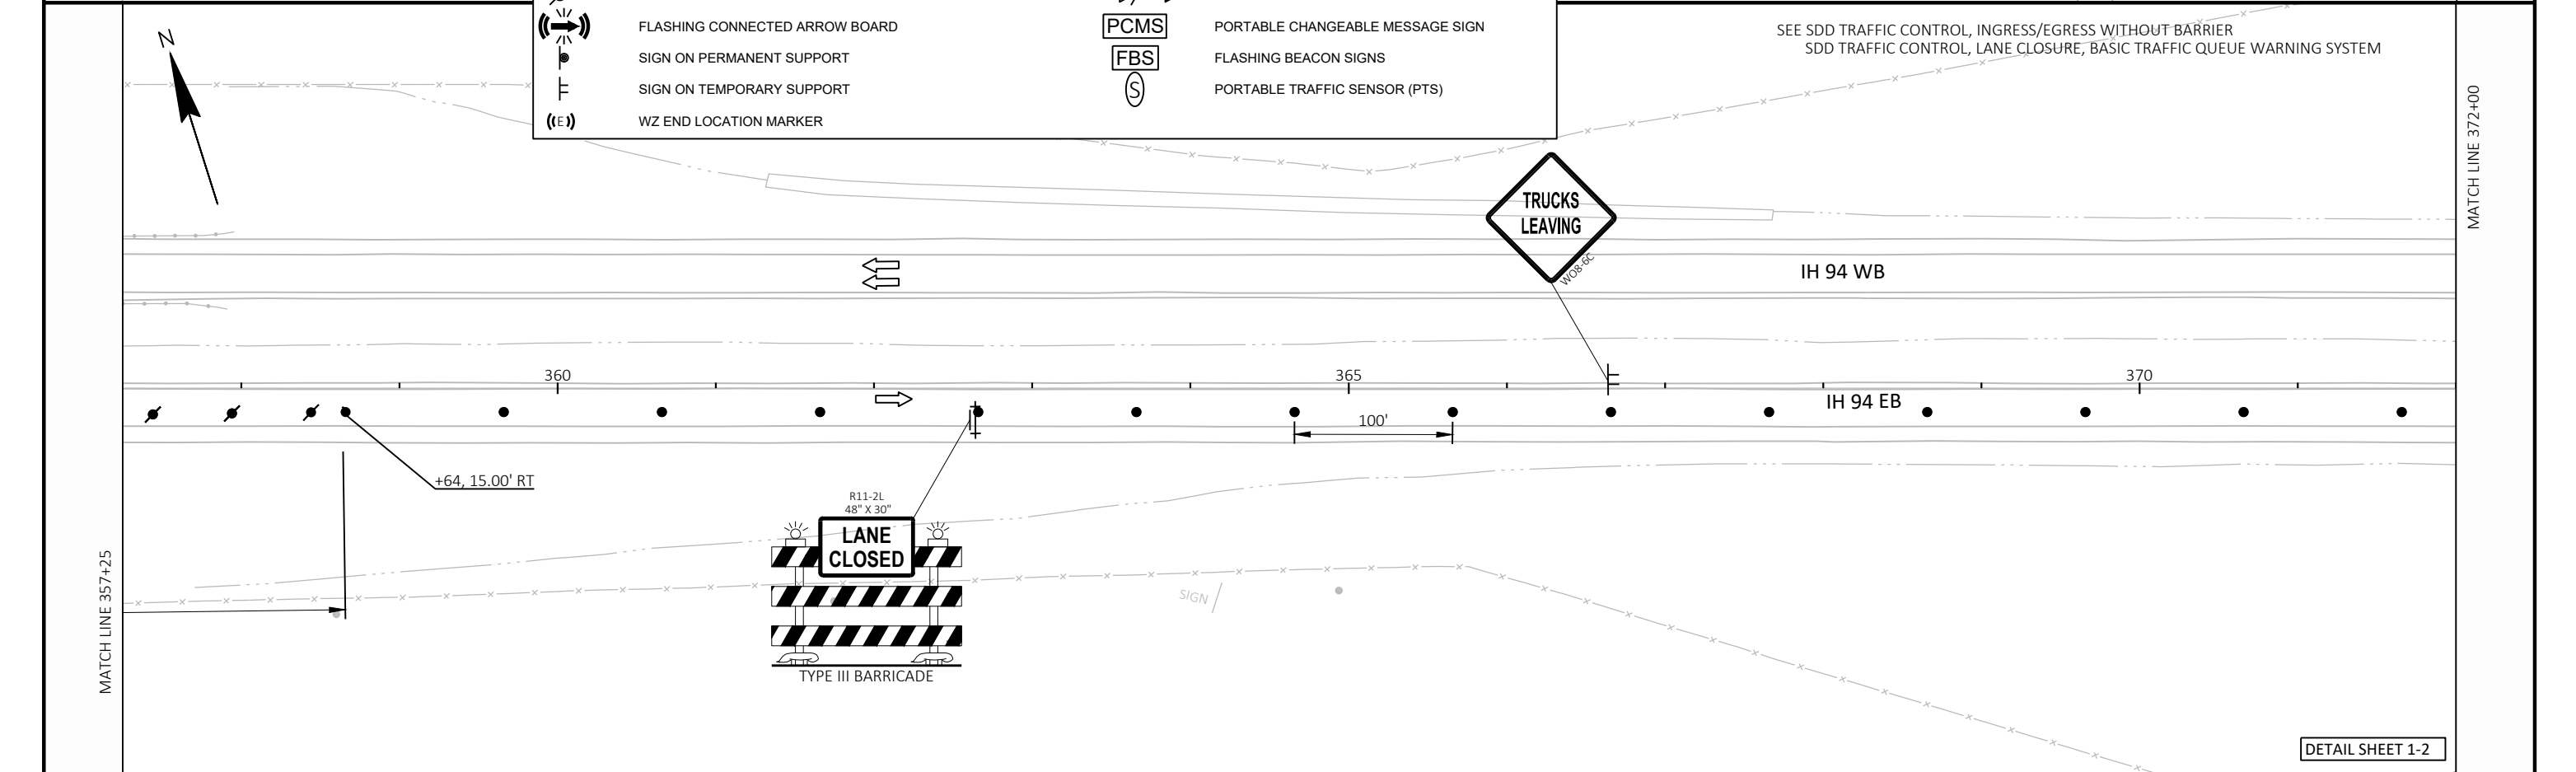 FLASHING CONNECTED ARROW BOARD
PCMS PORTABLE CHANGEABLE MESSAGE SIGN
SIGN ON PERMANENT SUPPORT
FBS FLASHING BEACON SIGNS
SIGN ON TEMPORARY SUPPORT
S PORTABLE TRAFFIC SENSOR (PTS)
E WZ END LOCATION MARKER
SEE SDD TRAFFIC CONTROL, INGRESS/EGRESS WITHOUT BARRIER
SDD TRAFFIC CONTROL, LANE CLOSURE, BASIC TRAFFIC QUEUE WARNING SYSTEM
N
MATCH LINE 372+00
TRUCKS
LEAVING
WO8-6C
IH 94 WB
360
365
370
IH 94 EB
100'
+64, 15.00' RT
R11-2L
48" X 30"
LANE
CLOSED
TYPE III BARRICADE
SIGN
MATCH LINE 357+25
DETAIL SHEET 1-2